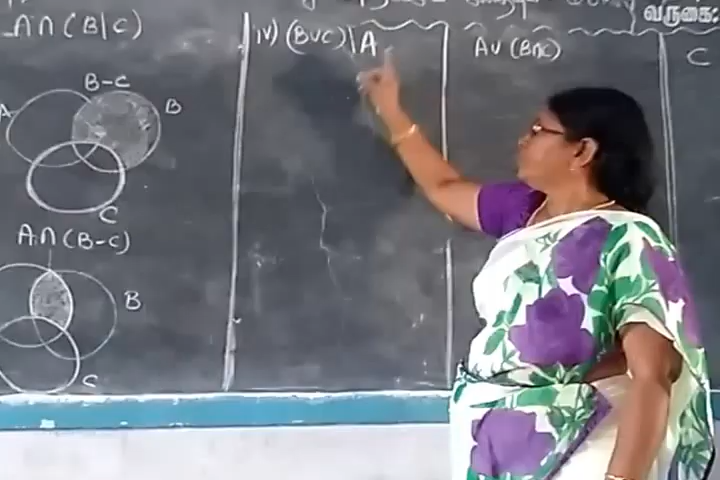 வருகை:
A∩(B|C)
iv) (B∪C)\A
A∪(B∩C)
C
B-C
A
B
C
A∩(B-C)
B
C